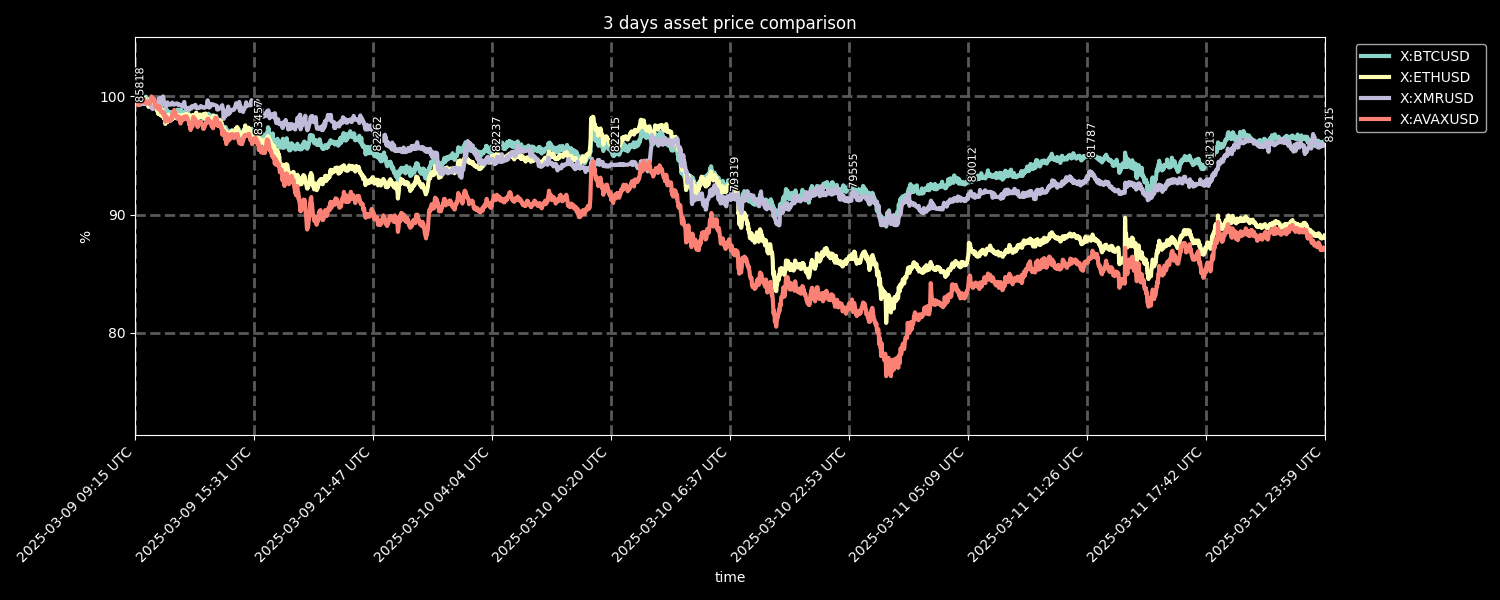 3 days asset price comparison
X:BTCUSD
X:ETHUSD
X:XMRUSD
X:AVAXUSD
100
90
80
%
85818
83457
82262
82237
82215
79319
79555
80012
81787
81213
82915
2025-03-09 09:15 UTC
2025-03-09 15:31 UTC
2025-03-09 21:47 UTC
2025-03-10 04:04 UTC
2025-03-10 10:20 UTC
2025-03-10 16:37 UTC
2025-03-10 22:53 UTC
2025-03-11 05:09 UTC
2025-03-11 11:26 UTC
2025-03-11 17:42 UTC
2025-03-11 23:59 UTC
time